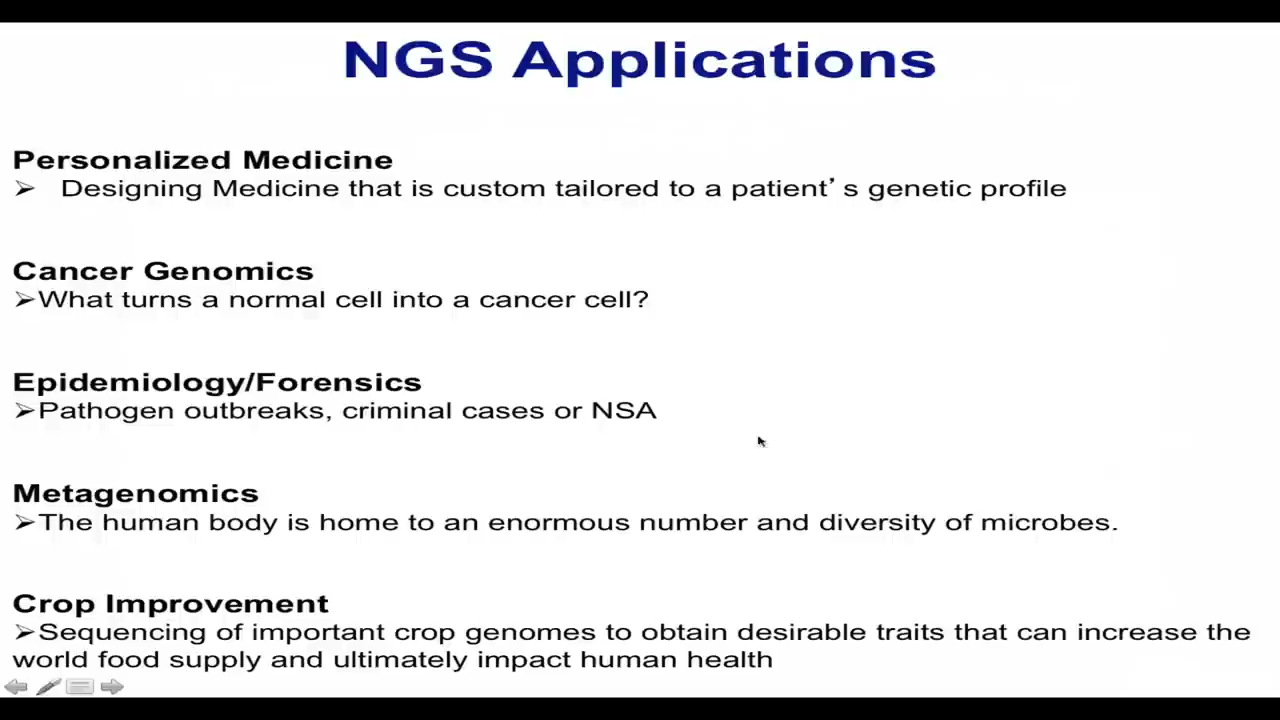 NGS Applications
Personalized Medicine
➢ Designing Medicine that is custom tailored to a patient’s genetic profile
Cancer Genomics
➢What turns a normal cell into a cancer cell?
Epidemiology/Forensics
➢Pathogen outbreaks, criminal cases or NSA
Metagenomics
➢The human body is home to an enormous number and diversity of microbes.
Crop Improvement
➢Sequencing of important crop genomes to obtain desirable traits that can increase the
world food supply and ultimately impact human health